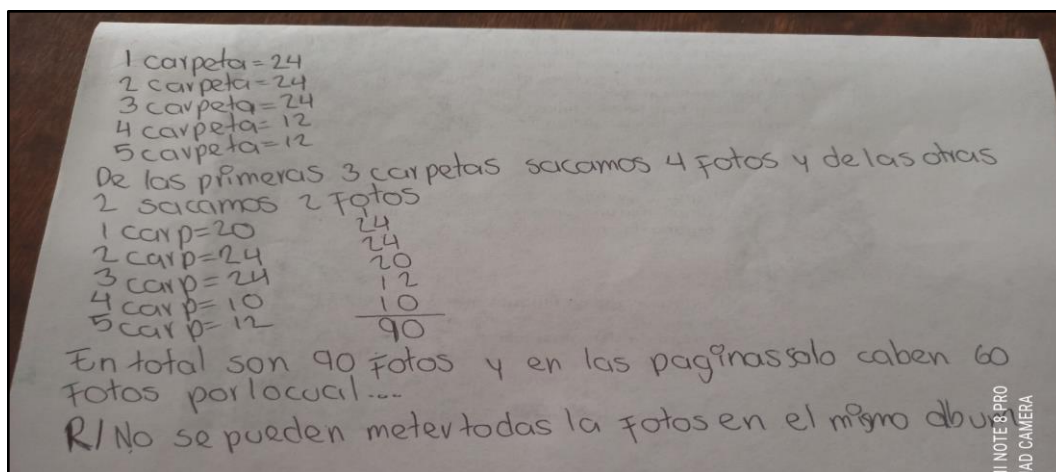 1 carpeta = 24
2 carpeta = 24
3 carpeta = 24
4 carpeta = 12
5 carpeta = 12
De las primeras 3 carpetas sacamos 4 fotos y de las otras
2 sacamos 2 fotos
1 carp = 20
2 carp = 24
3 carp = 24
4 carp = 10
5 carp = 12
24
24
20
12
10
90
En total son 90 fotos y en las paginas solo caben 60
fotos por locual...
R/ No se pueden meter todas la fotos en el mismo album
I NOTE 8 PRO
AD CAMERA